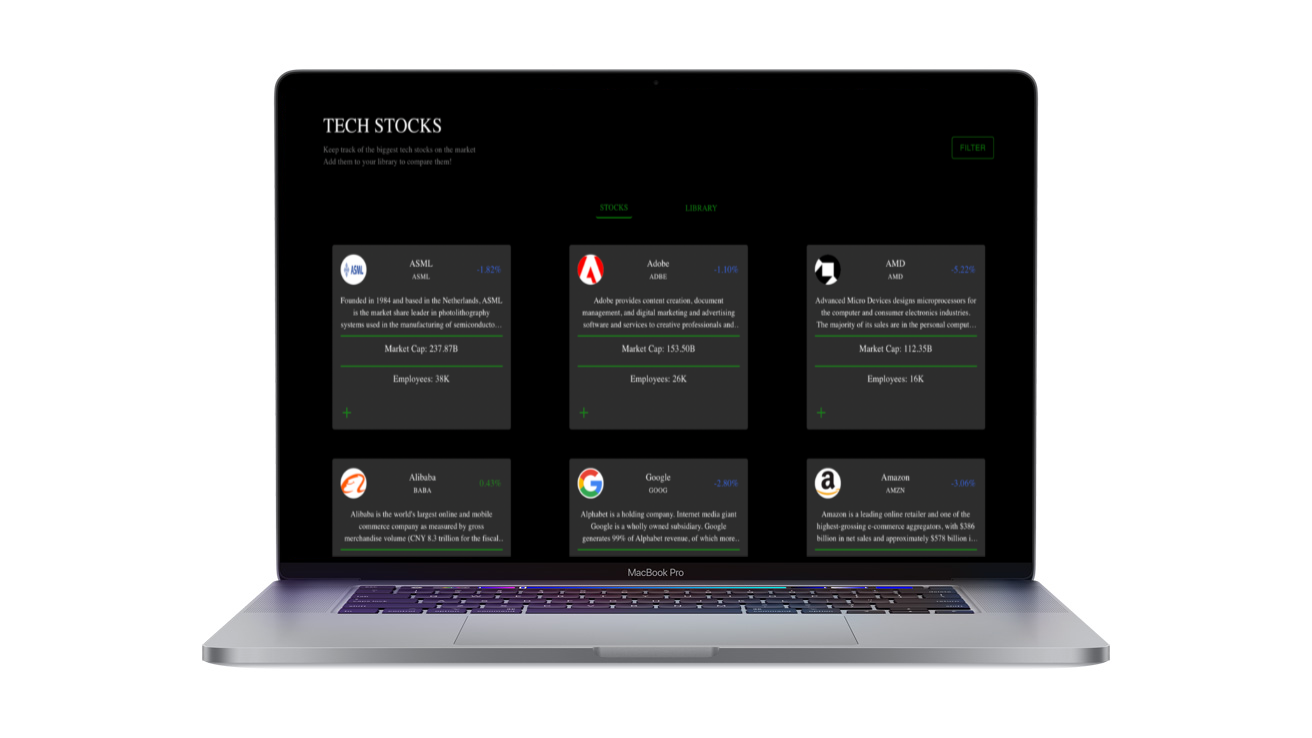 TECH STOCKS
Keep track of the biggest tech stocks on the market
Add them to your library to compare them!
FILTER
STOCKS
LIBRARY
ASML
ASML
ASML
-1.82%
Founded in 1984 and based in the Netherlands, ASML
is the market share leader in photolithography
systems used in the manufacturing of semiconducto…
Market Cap: 237.87B
Employees: 38K
+
Adobe
ADBE
-1.10%
Adobe provides content creation, document
management, and digital marketing and advertising
software and services to creative professionals and…
Market Cap: 153.50B
Employees: 26K
+
AMD
AMD
-5.22%
Advanced Micro Devices designs microprocessors for
the computer and consumer electronics industries.
The majority of its sales are in the personal comput…
Market Cap: 112.35B
Employees: 16K
+
Alibaba
BABA
0.43%
Alibaba is the world's largest online and mobile
commerce company as measured by gross
merchandise volume (CNY 8.3 trillion for the fiscal…
G
Google
GOOG
-2.80%
Alphabet is a holding company. Internet media giant
Google is a wholly owned subsidiary. Google
generates 99% of Alphabet revenue, of which more…
a
Amazon
AMZN
-3.06%
Amazon is a leading online retailer and one of the
highest-grossing e-commerce aggregators, with $386
billion in net sales and approximately $578 billion i…
MacBook Pro